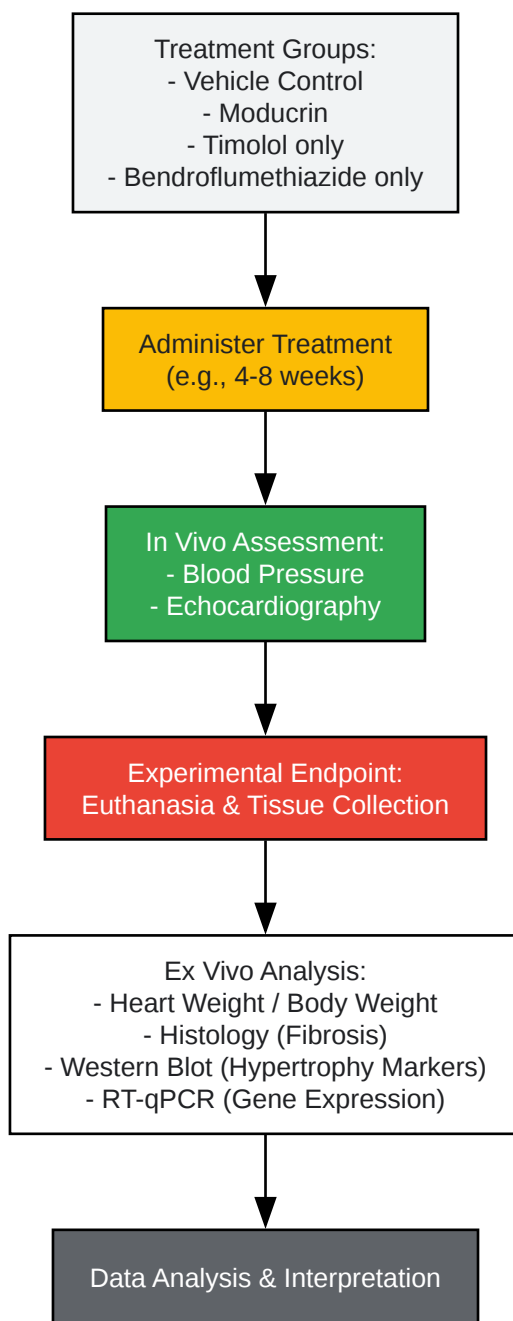 Treatment Groups:
- Vehicle Control
- Moducrin
- Timolol only
- Bendroflumethiazide only
Administer Treatment
(e.g., 4-8 weeks)
In Vivo Assessment:
- Blood Pressure
- Echocardiography
Experimental Endpoint:
Euthanasia & Tissue Collection
Ex Vivo Analysis:
- Heart Weight / Body Weight
- Histology (Fibrosis)
- Western Blot (Hypertrophy Markers)
- RT-qPCR (Gene Expression)
Data Analysis & Interpretation